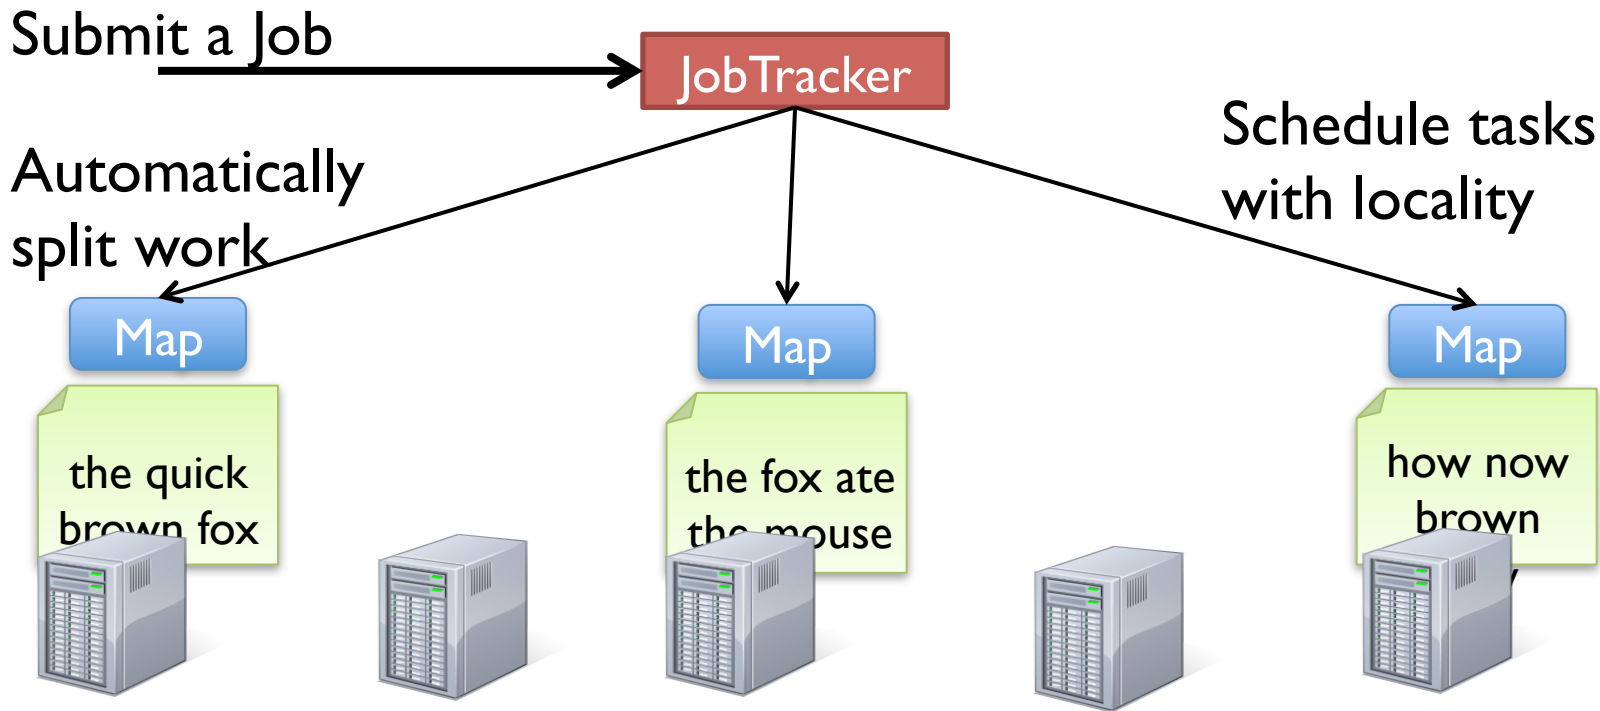 Submit a Job
JobTracker
Schedule tasks
with locality
Automatically
split work
Map
Map
Map
the quick
brown fox
the fox ate
the mouse
how now
brown